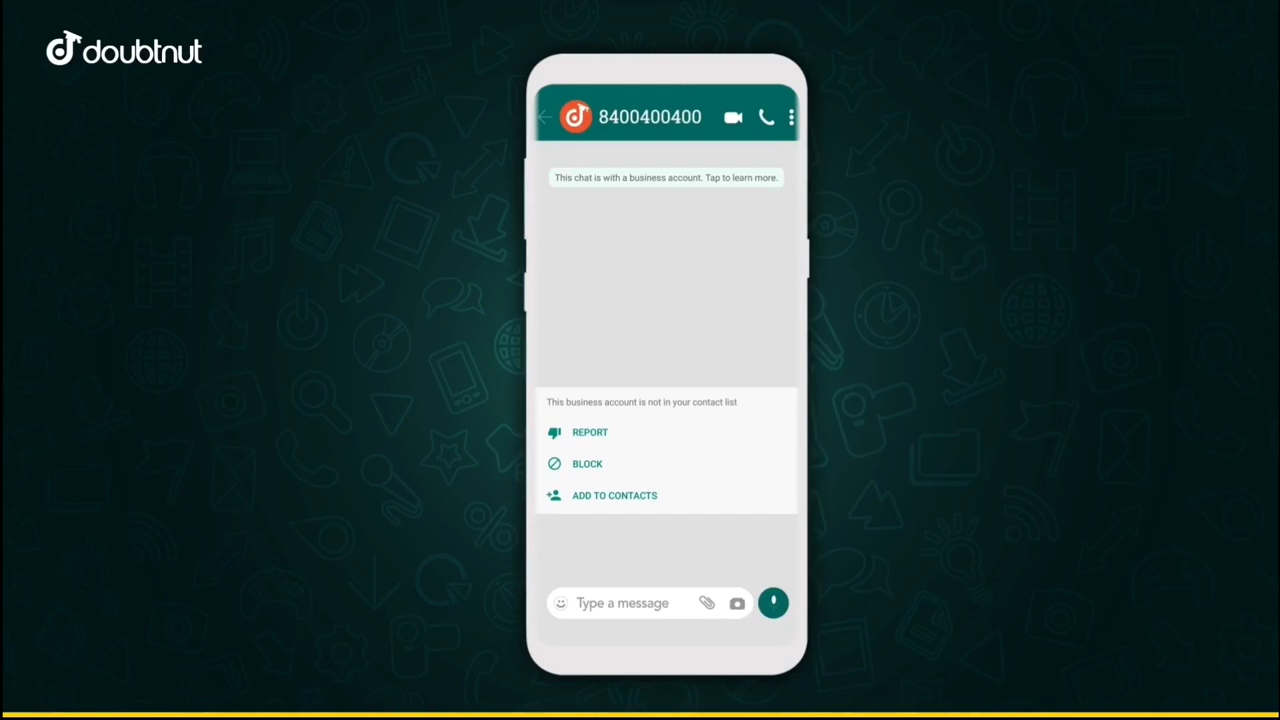 doubtnut
8400400400
This chat is with a business account. Tap to learn more.
This business account is not in your contact list
REPORT
BLOCK
ADD TO CONTACTS
Type a message